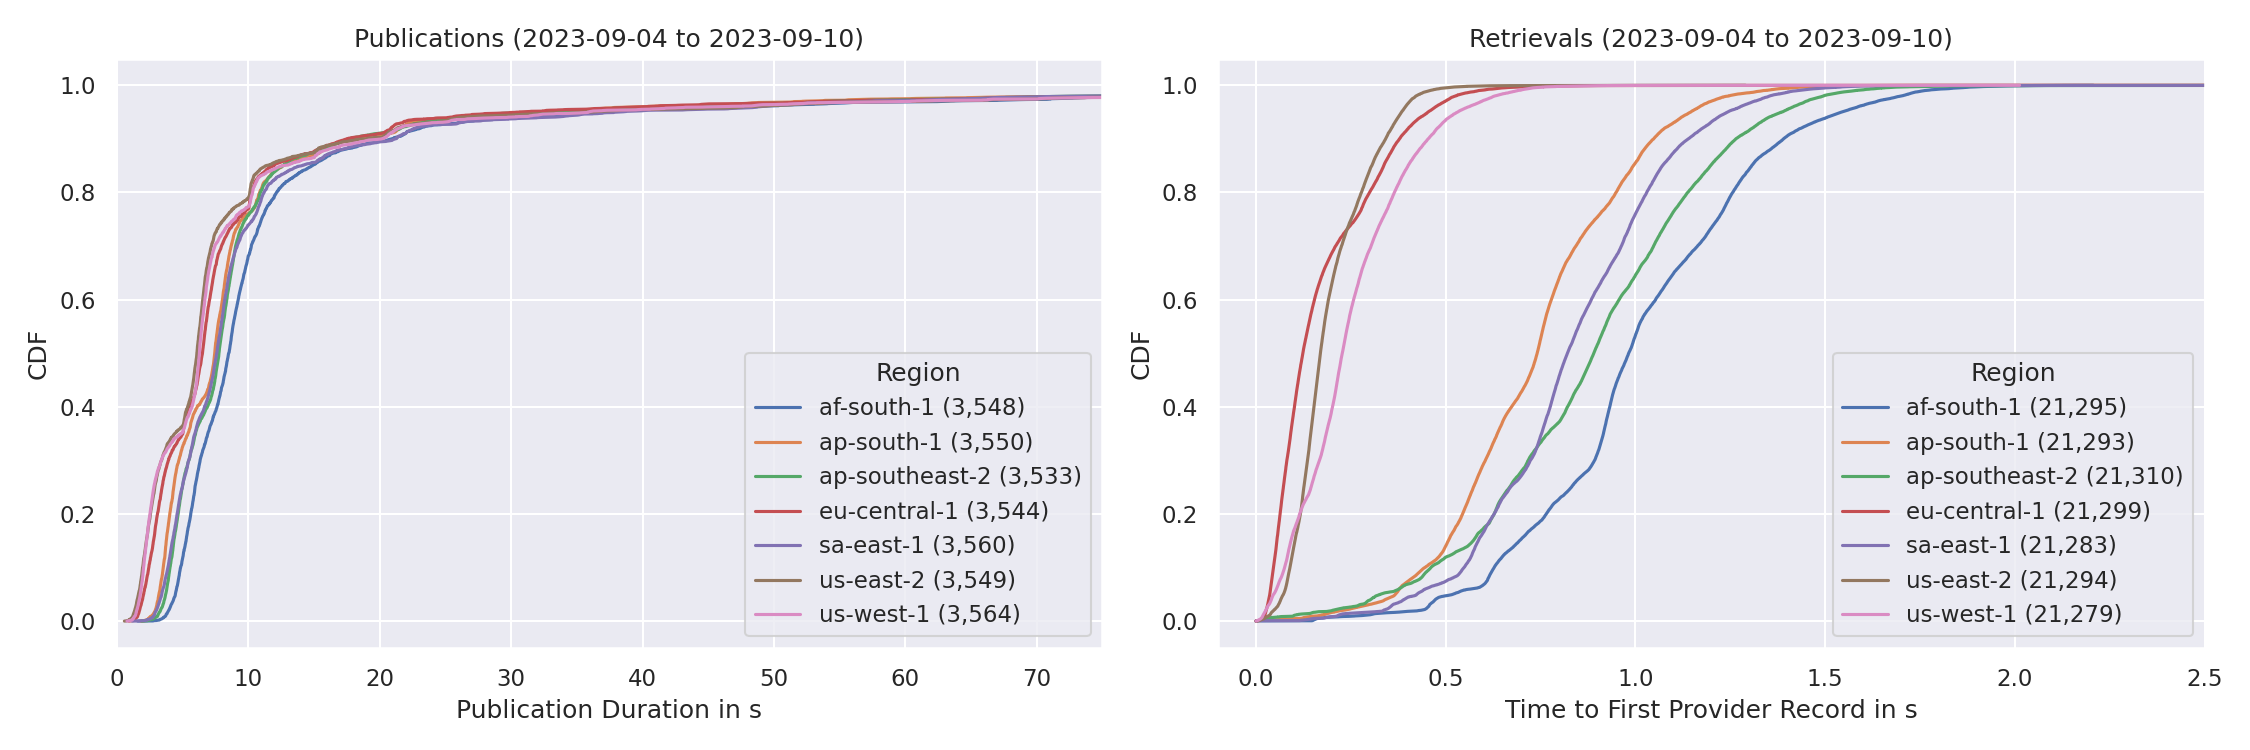 Publications (2023-09-04 to 2023-09-10)
CDF
1.0
0.8
0.6
0.4
0.2
0.0
0 10 20 30 40 50 60 70
Publication Duration in s
Region
af-south-1 (3,548)
ap-south-1 (3,550)
ap-southeast-2 (3,533)
eu-central-1 (3,544)
sa-east-1 (3,560)
us-east-2 (3,549)
us-west-1 (3,564)
Retrievals (2023-09-04 to 2023-09-10)
CDF
1.0
0.8
0.6
0.4
0.2
0.0
0.0 0.5 1.0 1.5 2.0 2.5
Time to First Provider Record in s
Region
af-south-1 (21,295)
ap-south-1 (21,293)
ap-southeast-2 (21,310)
eu-central-1 (21,299)
sa-east-1 (21,283)
us-east-2 (21,294)
us-west-1 (21,279)